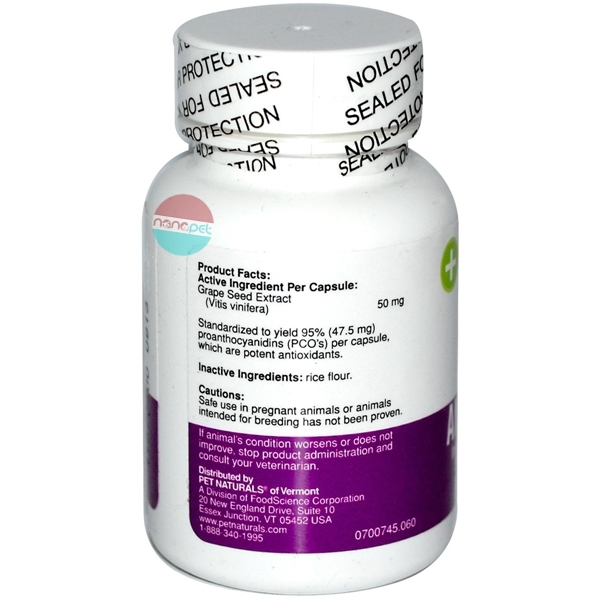 R PROTECTION
SEALED FOR
PROTECTION
SEALED FO
PROTECTION
nanopet
Product Facts:
Active Ingredient Per Capsule:
Grape Seed Extract 50 mg
(Vitis vinifera)
Standardized to yield 95% (47.5 mg)
proanthocyanidins (PCO's) per capsule,
which are potent antioxidants.
Inactive Ingredients: rice flour.
Cautions:
Safe use in pregnant animals or animals
intended for breeding has not been proven.
If animal's condition worsens or does not
improve, stop product administration and
consult your veterinarian.
Distributed by
PET NATURALS® of Vermont
A Division of FoodScience Corporation
20 New England Drive, Suite 10
Essex Junction, VT 05452 USA
www.petnaturals.com
1-888 340-1995
0700745.060
+
A